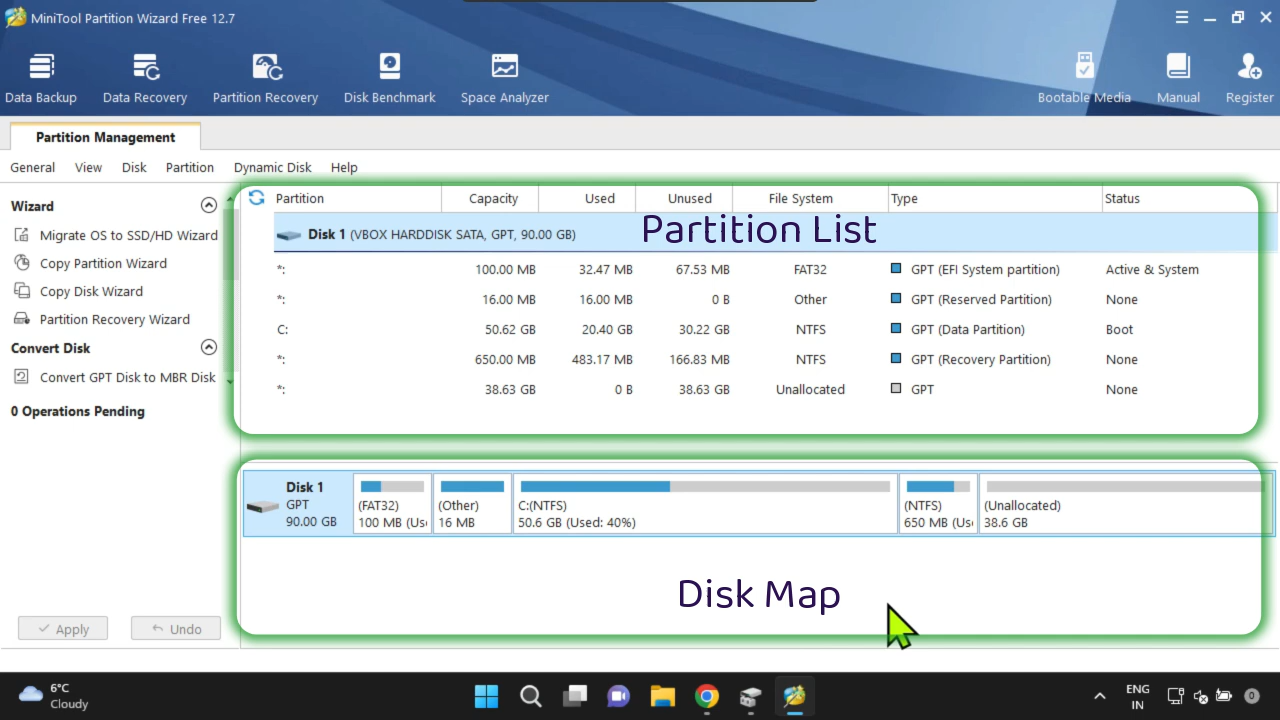 MiniTool Partition Wizard Free 12.7
Data Backup Data Recovery Partition Recovery Disk Benchmark Space Analyzer Bootable Media Manual Register
Partition Management
General View Disk Partition Dynamic Disk Help
Wizard
Migrate OS to SSD/HD Wizard
Copy Partition Wizard
Copy Disk Wizard
Partition Recovery Wizard
Convert Disk
Convert GPT Disk to MBR Disk
0 Operations Pending
Apply Undo
Partition Capacity Used Unused File System Type Status
Disk 1 (VBOX HARDDISK SATA, GPT, 90.00 GB) Partition List
*: 100.00 MB 32.47 MB 67.53 MB FAT32 GPT (EFI System partition) Active & System
*: 16.00 MB 16.00 MB 0 B Other GPT (Reserved Partition) None
C: 50.62 GB 20.40 GB 30.22 GB NTFS GPT (Data Partition) Boot
*: 650.00 MB 483.17 MB 166.83 MB NTFS GPT (Recovery Partition) None
*: 38.63 GB 0 B 38.63 GB Unallocated GPT None
Disk 1
GPT
90.00 GB
(FAT32)
100 MB (Us
(Other)
16 MB
C:(NTFS)
50.6 GB (Used: 40%)
(NTFS)
650 MB (Us
(Unallocated)
38.6 GB
Disk Map
6°C
Cloudy
ENG
IN
0